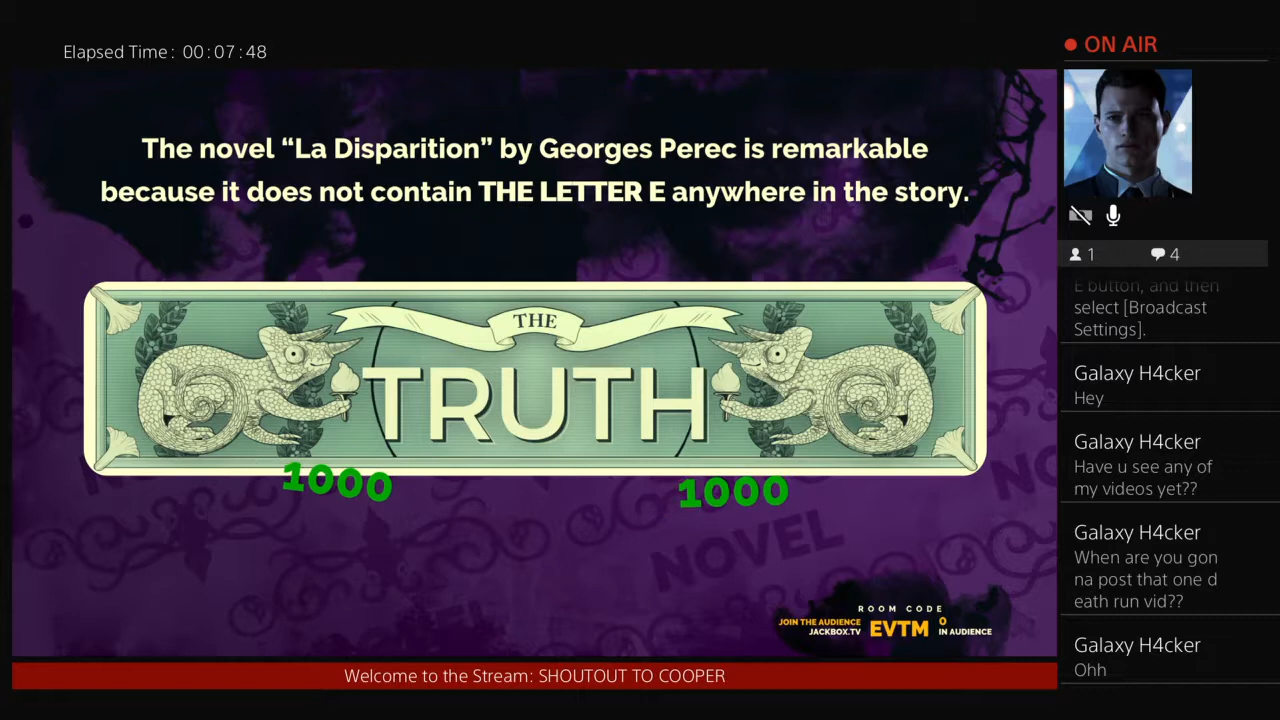 Elapsed Time: 00:07:48
ON AIR
The novel “La Disparition” by Georges Perec is remarkable
because it does not contain THE LETTER E anywhere in the story.
THE
TRUTH
1000
1000
NOVEL
ROOM CODE
JOIN THE AUDIENCE
JACKBOX.TV
EVTM
0
IN AUDIENCE
Welcome to the Stream: SHOUTOUT TO COOPER
1
4
E button, and then
select [Broadcast
Settings].
Galaxy H4cker
Hey
Galaxy H4cker
Have u see any of
my videos yet??
Galaxy H4cker
When are you gon
na post that one d
eath run vid??
Galaxy H4cker
Ohh